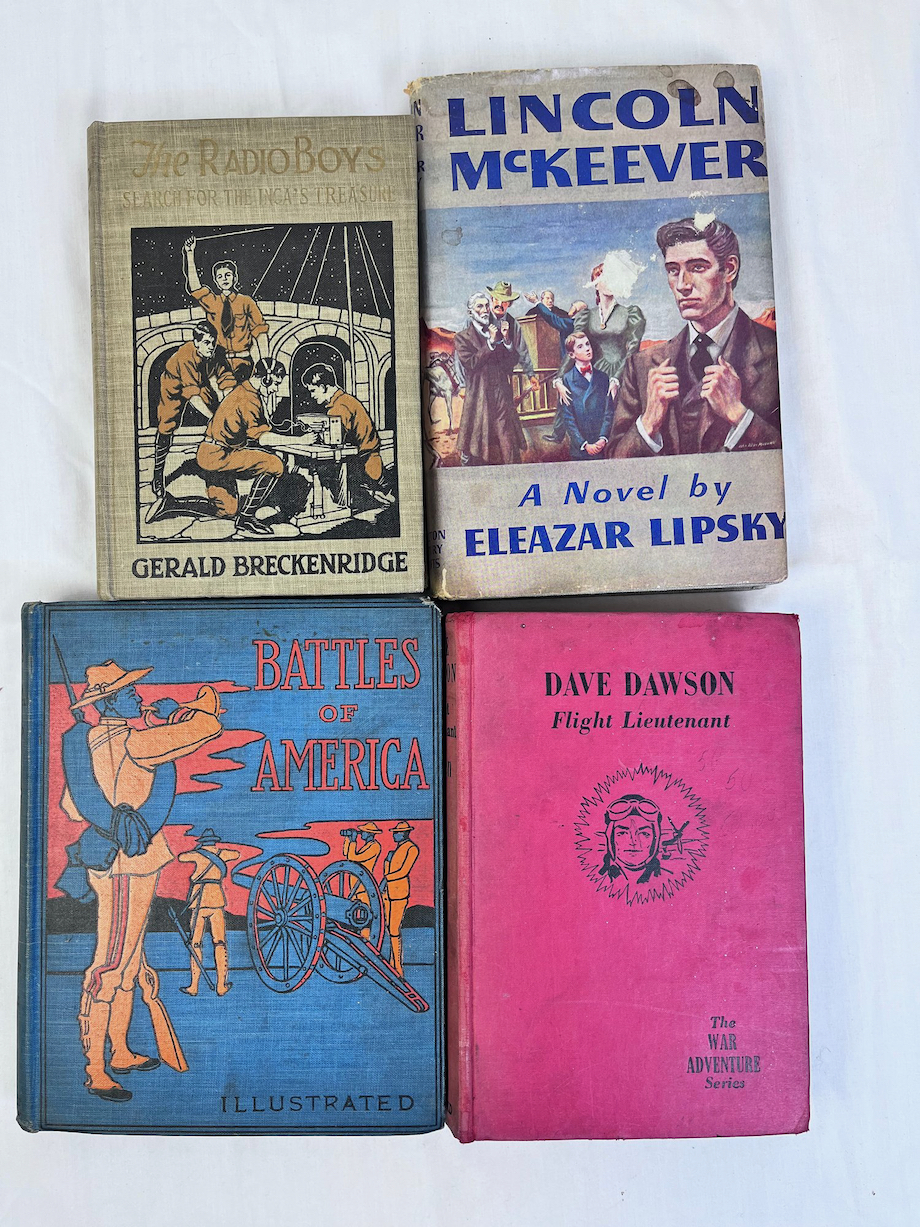 The RADIO BOYS
SEARCH FOR THE INCA'S TREASURE
GERALD BRECKENRIDGE
LINCOLN
McKEEVER
A Novel by
ELEAZAR LIPSKY
BATTLES
OF
AMERICA
ILLUSTRATED
DAVE DAWSON
Flight Lieutenant
The
WAR
ADVENTURE
Series